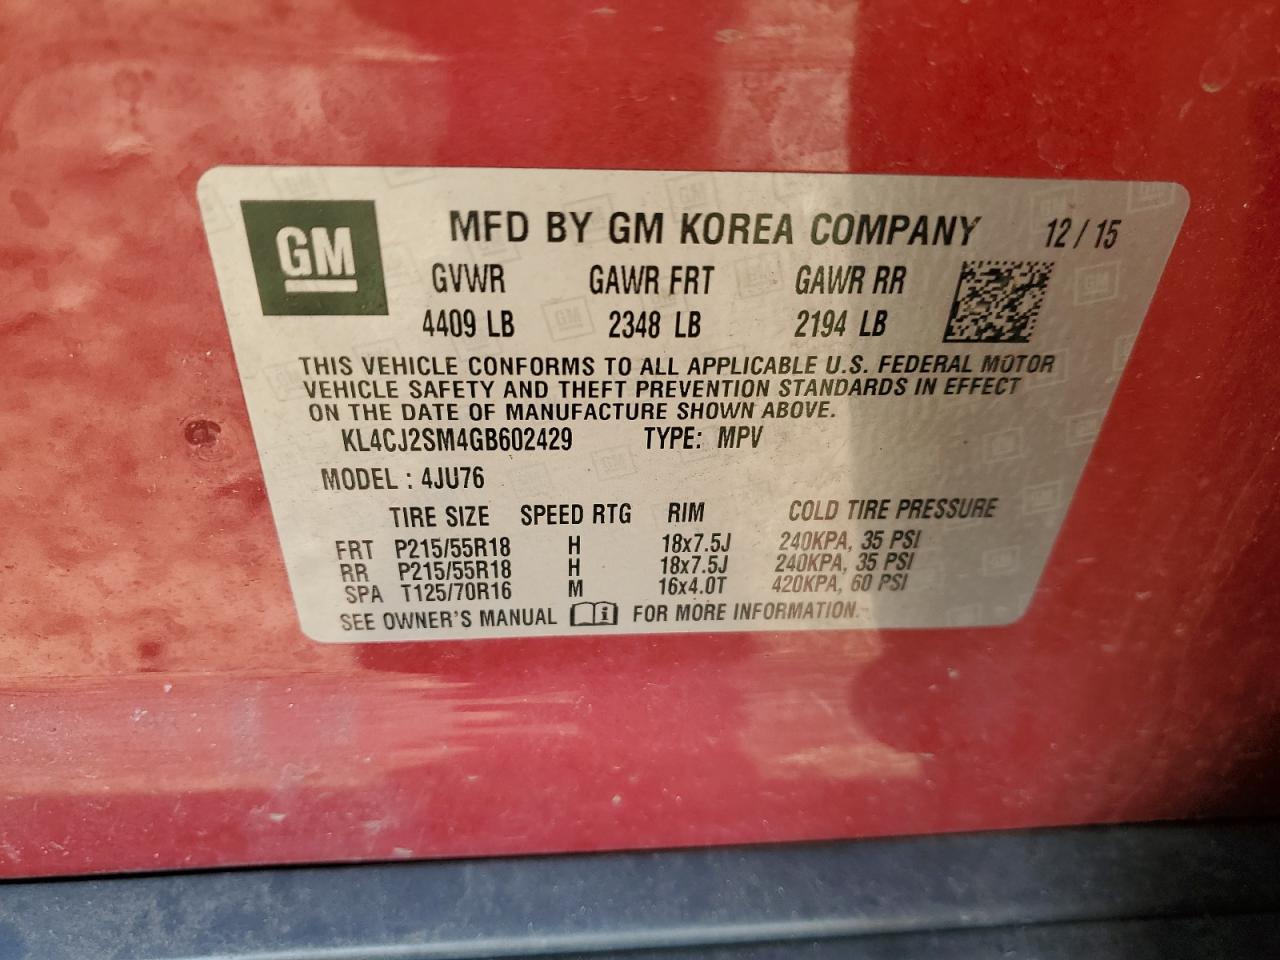 GM
MFD BY GM KOREA COMPANY 12/15
GVWR GAWR FRT GAWR RR
4409 LB 2348 LB 2194 LB
THIS VEHICLE CONFORMS TO ALL APPLICABLE U.S. FEDERAL MOTOR
VEHICLE SAFETY AND THEFT PREVENTION STANDARDS IN EFFECT
ON THE DATE OF MANUFACTURE SHOWN ABOVE.
KL4CJ2SM4GB602429 TYPE: MPV
MODEL : 4JU76
TIRE SIZE SPEED RTG RIM COLD TIRE PRESSURE
FRT P215/55R18 H 18x7.5J 240KPA, 35 PSI
RR P215/55R18 H 18x7.5J 240KPA, 35 PSI
SPA T125/70R16 M 16x4.0T 420KPA, 60 PSI
SEE OWNER'S MANUAL i FOR MORE INFORMATION.